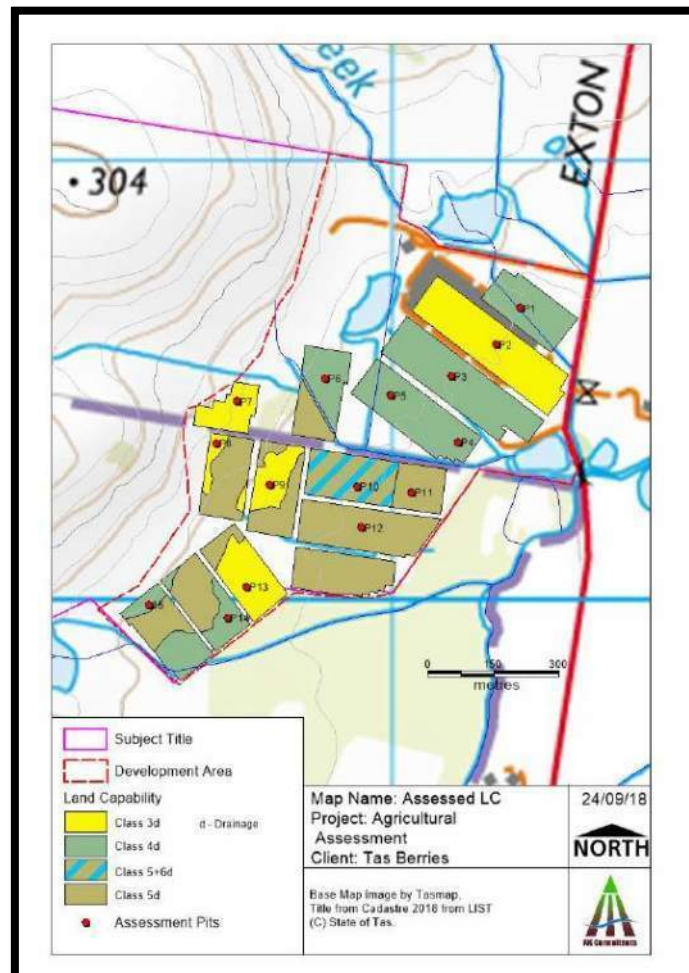 eek
EXTON
• 304
P1
P2
P3
P6
P5
P7
P4
P8
P9
P10
P11
P12
P13
P14
0 150 300
metres
Subject Title
Development Area
Land Capability
Class 3d d - Drainage
Class 4d
Class 5+6d
Class 5d
Assessment Pits
Map Name: Assessed LC
Project: Agricultural
Assessment
Client: Tas Berries
24/09/18
NORTH
Base Map image by Tasmap,
Title from Cadastre 2018 from LIST
(C) State of Tas.
AK Consultants